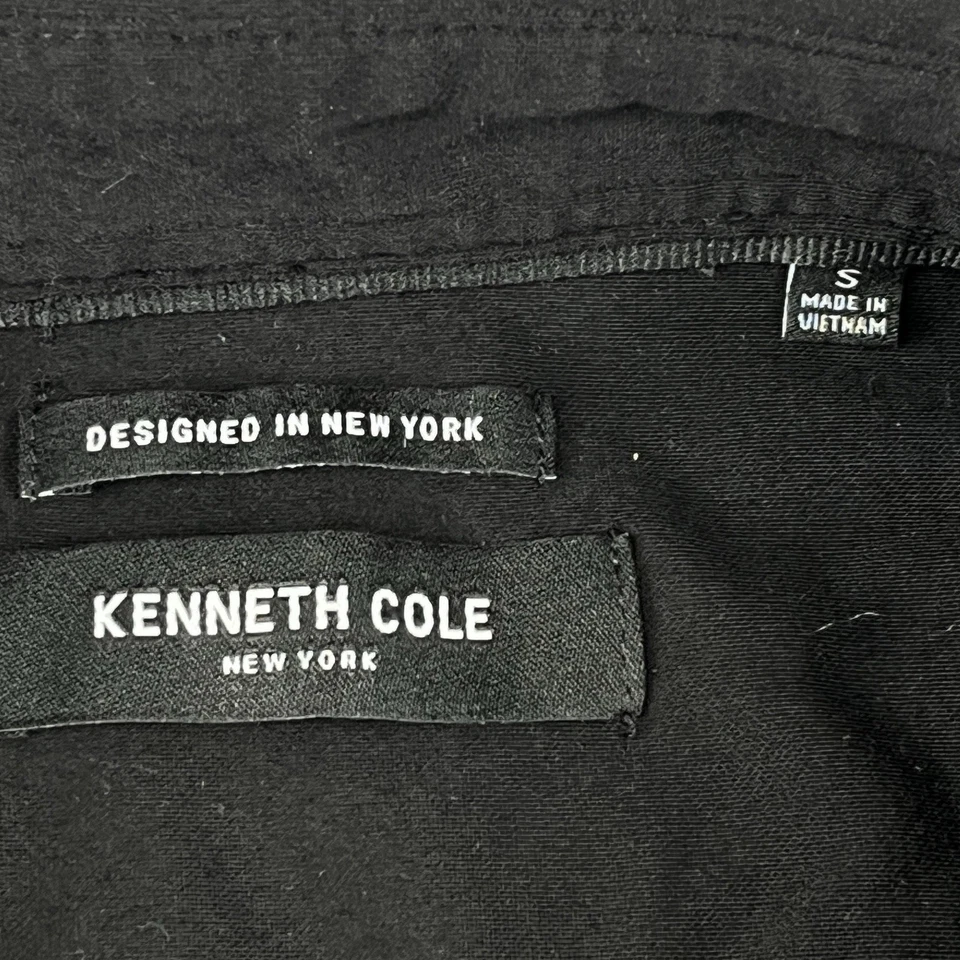 S
MADE IN
VIETNAM
DESIGNED IN NEW YORK
KENNETH COLE
NEW YORK